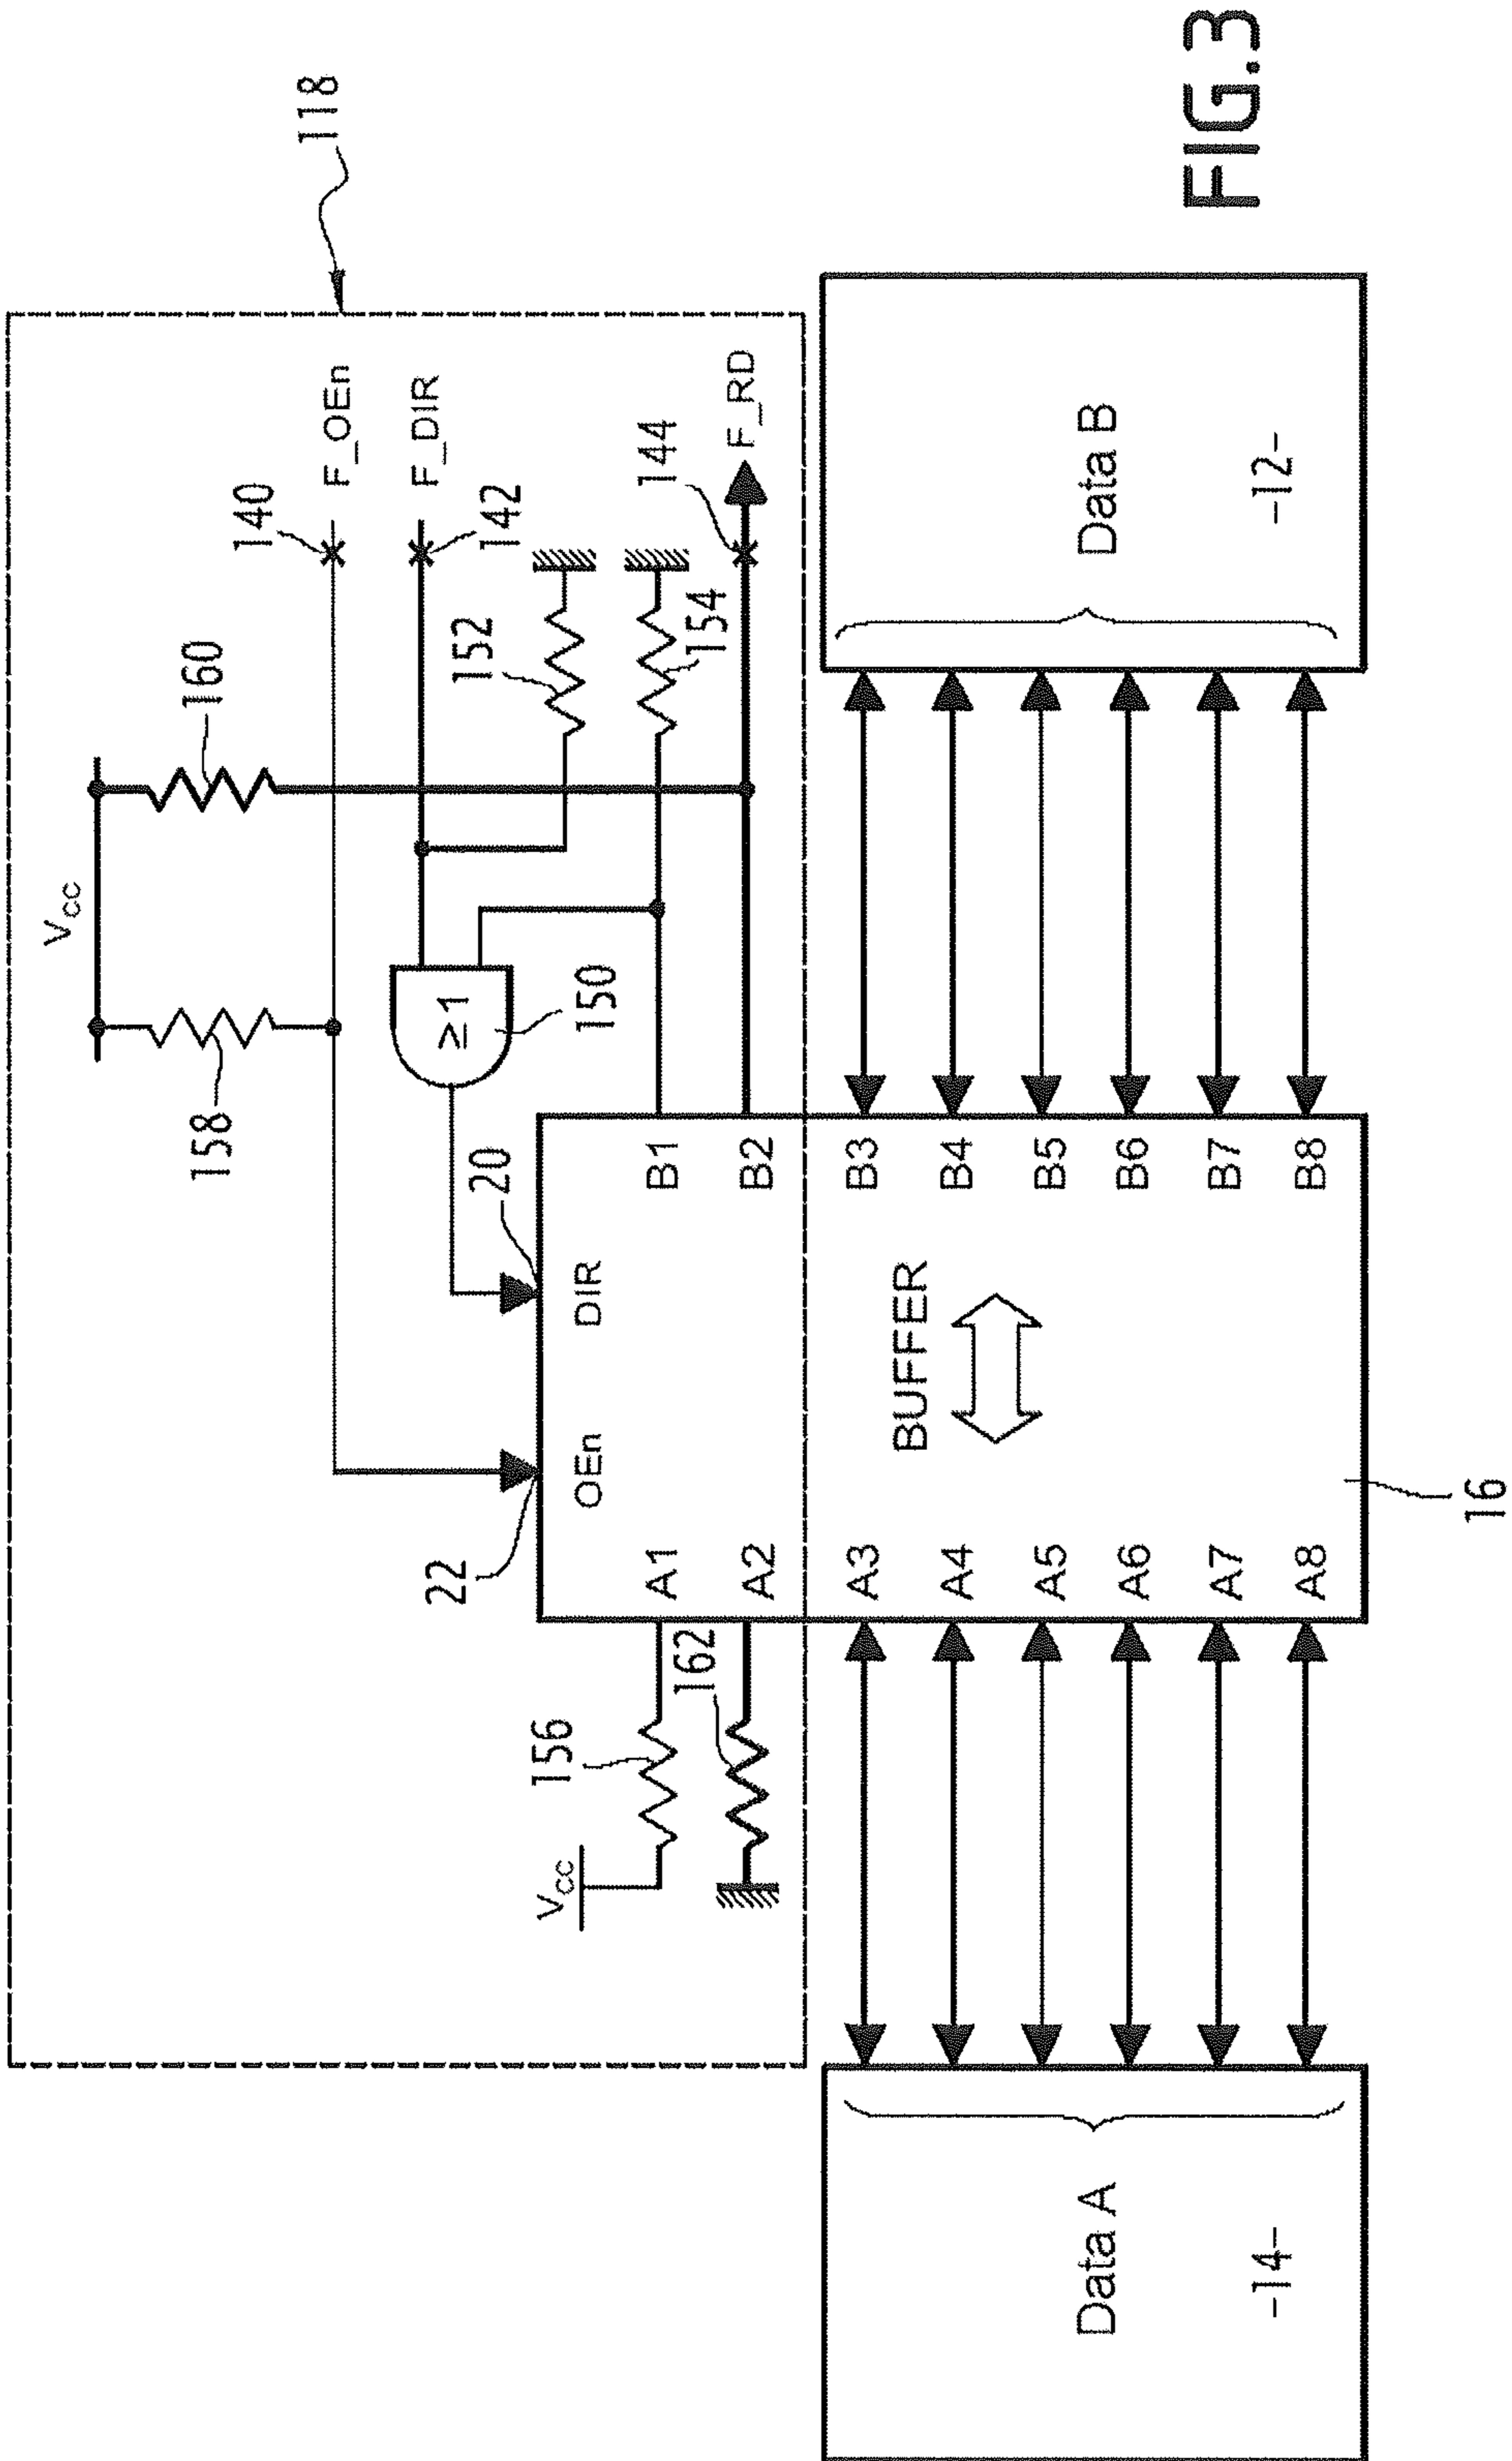 118
V_CC
158
160
140
F_OEn
F_DIR
142
≥1
150
152
154
144
F_RD
22
20
OEn
DIR
V_CC
156
162
A1
A2
B1
B2
BUFFER
A3
A4
A5
A6
A7
A8
B3
B4
B5
B6
B7
B8
16
Data A
-14-
Data B
-12-
FIG.3